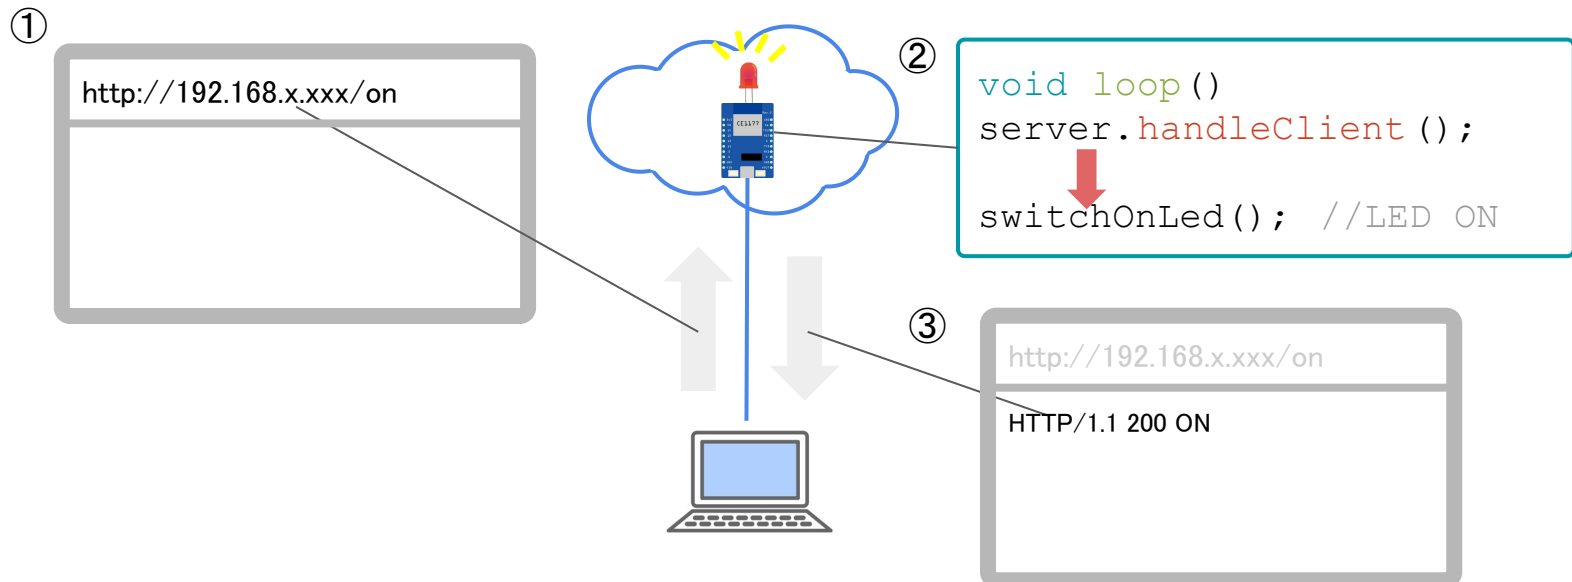 ①
http://192.168.x.xxx/on
②
void loop()
server.handleClient();
switchOnLed(); //LED ON
③
http://192.168.x.xxx/on
HTTP/1.1 200 ON